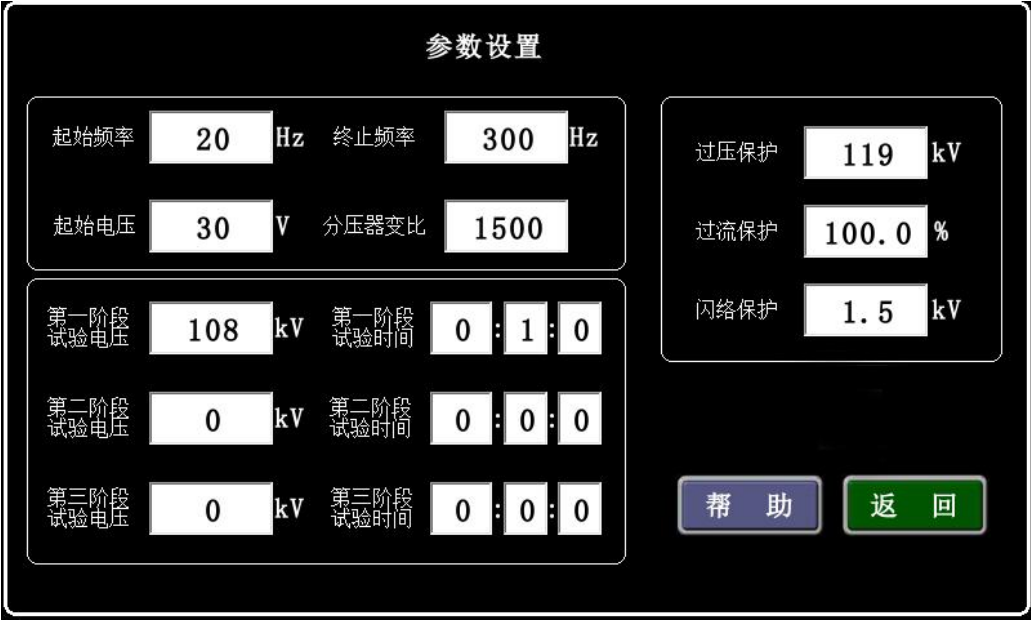 参数设置
起始频率 20 Hz 终止频率 300 Hz
起始电压 30 V 分压器变比 1500
第一阶段
试验电压 108 kV 第一阶段
试验时间 0 : 1 : 0
第二阶段
试验电压 0 kV 第二阶段
试验时间 0 : 0 : 0
第三阶段
试验电压 0 kV 第三阶段
试验时间 0 : 0 : 0
过压保护 119 kV
过流保护 100.0 %
闪络保护 1.5 kV
帮 助 返 回